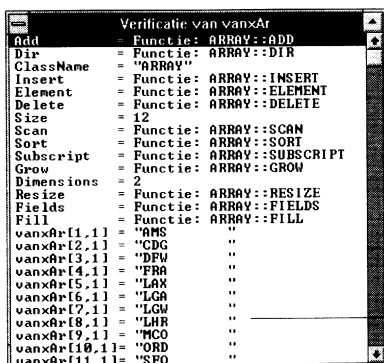 Verificatie van vanxAr
Add = Functie: ARRAY::ADD
Dir = Functie: ARRAY::DIR
ClassName = "ARRAY"
Insert = Functie: ARRAY::INSERT
Element = Functie: ARRAY::ELEMENT
Delete = Functie: ARRAY::DELETE
Size = 12
Scan = Functie: ARRAY::SCAN
Sort = Functie: ARRAY::SORT
Subscript = Functie: ARRAY::SUBSCRIPT
Grow = Functie: ARRAY::GROW
Dimensions = 2
Resize = Functie: ARRAY::RESIZE
Fields = Functie: ARRAY::FIELDS
Fill = Functie: ARRAY::FILL
vanxAr[1,1] = "AMS "
vanxAr[2,1] = "CDG "
vanxAr[3,1] = "DFW "
vanxAr[4,1] = "FRA "
vanxAr[5,1] = "LAX "
vanxAr[6,1] = "LGA "
vanxAr[7,1] = "LGW "
vanxAr[8,1] = "LHR "
vanxAr[9,1] = "MCO "
vanxAr[10,1]= "ORD "
vanxAr[11,1]= "SFO "